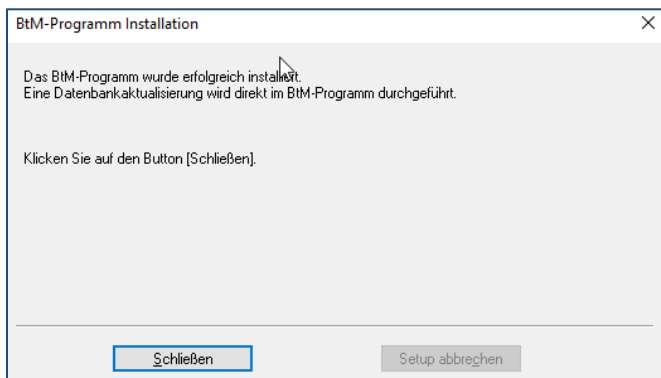 BtM-Programm Installation
Das BtM-Programm wurde erfolgreich installiert.
Eine Datenbankaktualisierung wird direkt im BtM-Programm durchgeführt.
Klicken Sie auf den Button [Schließen].
Schließen
Setup abbrechen